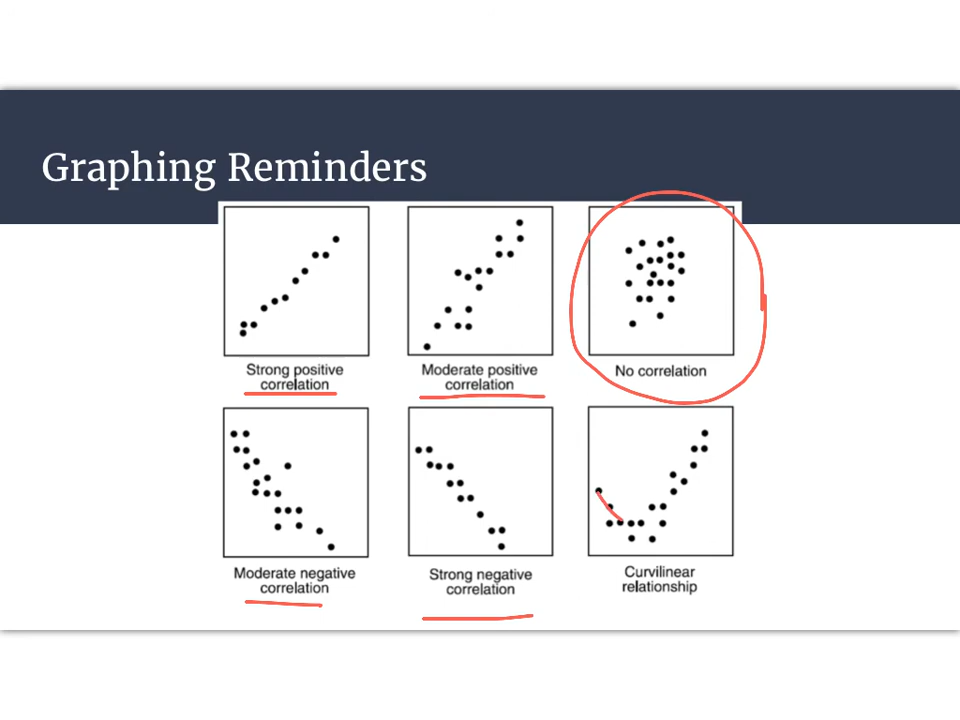 Graphing Reminders
Strong positive
correlation
Moderate positive
correlation
No correlation
Moderate negative
correlation
Strong negative
correlation
Curvilinear
relationship